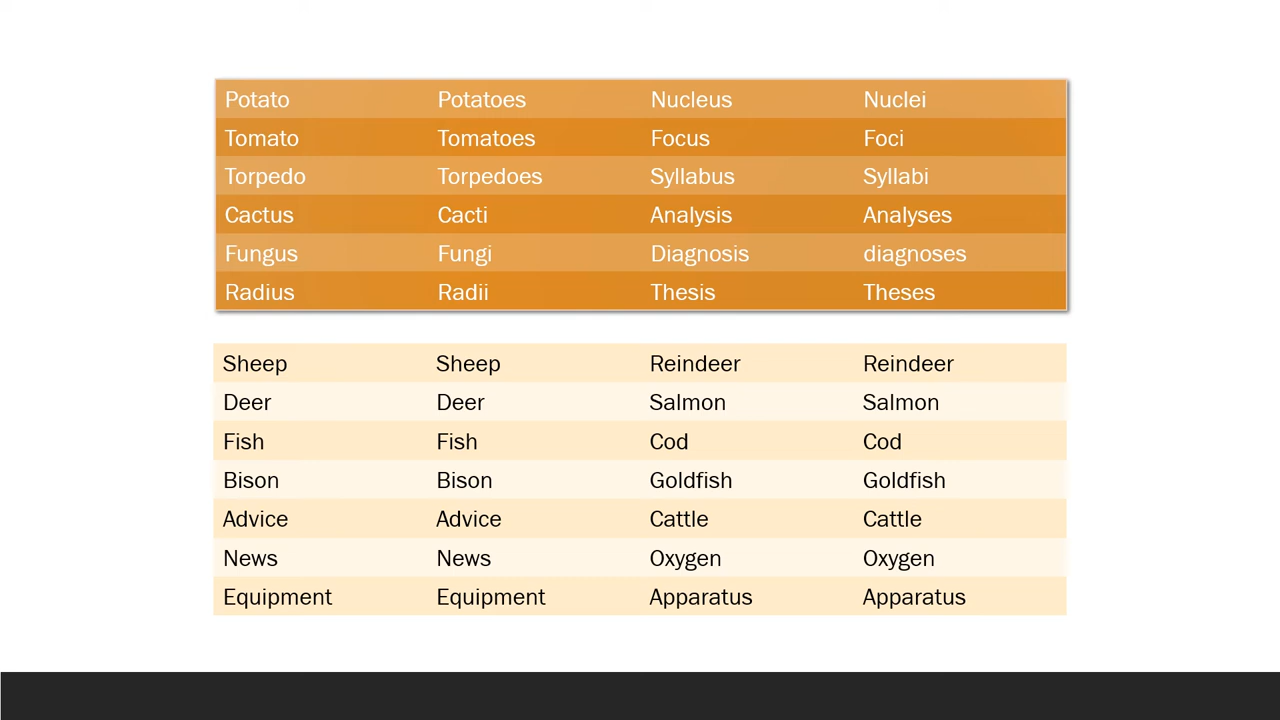 Potato Potatoes Nucleus Nuclei
Tomato Tomatoes Focus Foci
Torpedo Torpedoes Syllabus Syllabi
Cactus Cacti Analysis Analyses
Fungus Fungi Diagnosis diagnoses
Radius Radii Thesis Theses
Sheep Sheep Reindeer Reindeer
Deer Deer Salmon Salmon
Fish Fish Cod Cod
Bison Bison Goldfish Goldfish
Advice Advice Cattle Cattle
News News Oxygen Oxygen
Equipment Equipment Apparatus Apparatus